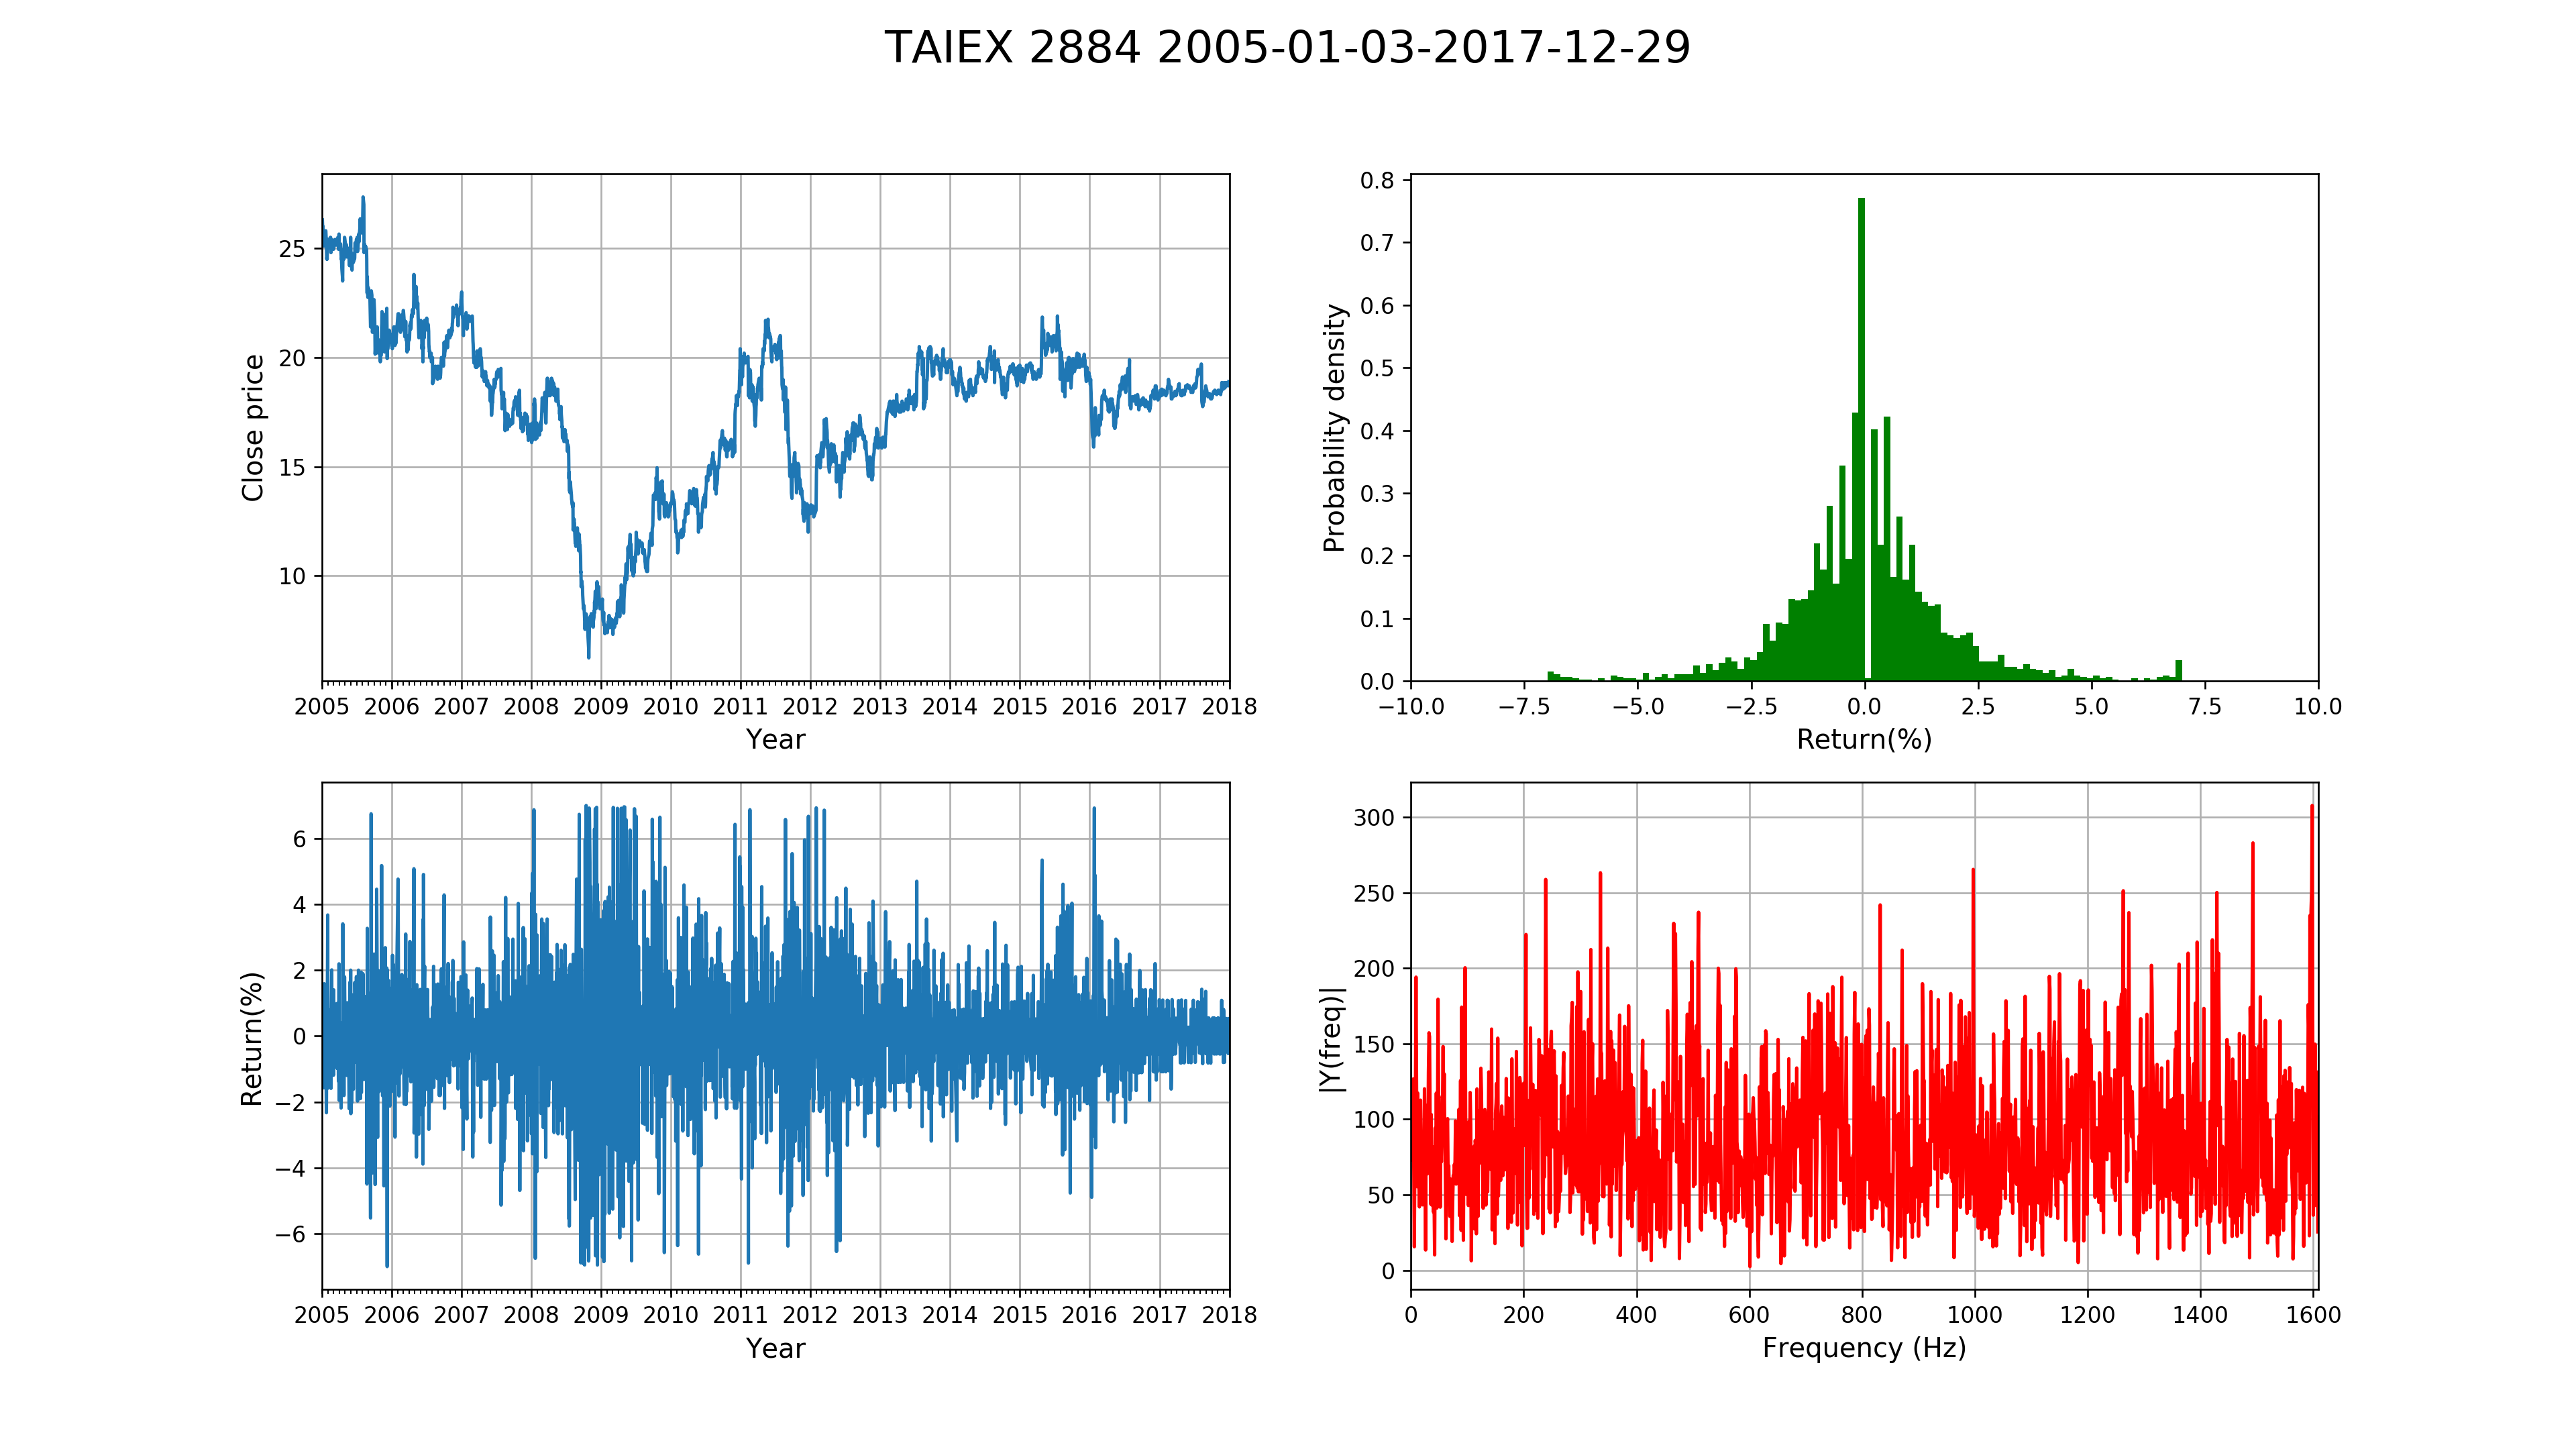 TAIEX 2884 2005-01-03-2017-12-29
Close price
25
20
15
10
2005 2006 2007 2008 2009 2010 2011 2012 2013 2014 2015 2016 2017 2018
Year
Probability density
0.8
0.7
0.6
0.5
0.4
0.3
0.2
0.1
0.0
−10.0 −7.5 −5.0 −2.5 0.0 2.5 5.0 7.5 10.0
Return(%)
Return(%)
6
4
2
0
−2
−4
−6
2005 2006 2007 2008 2009 2010 2011 2012 2013 2014 2015 2016 2017 2018
Year
|Y(freq)|
300
250
200
150
100
50
0
0 200 400 600 800 1000 1200 1400 1600
Frequency (Hz)